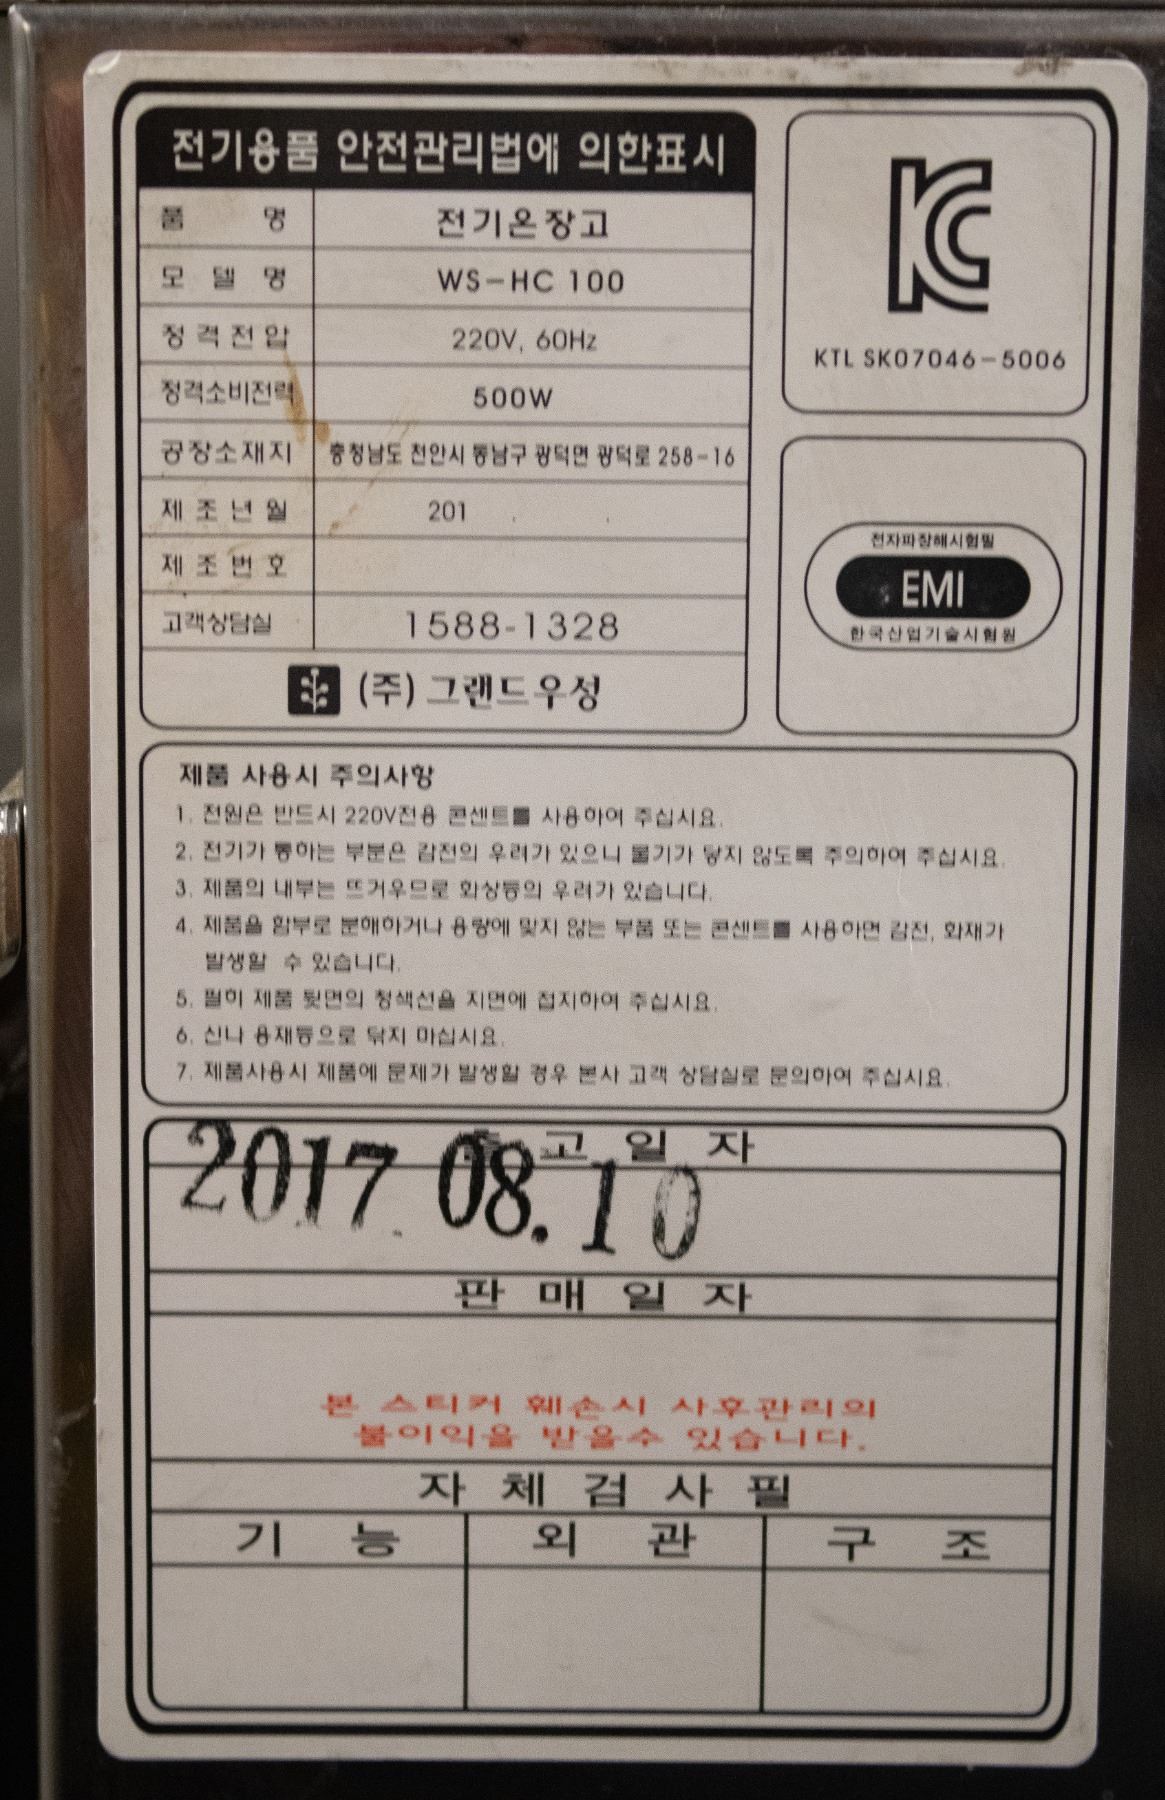 전기용품 안전관리법에 의한표시
품 명 전기온장고
모 델 명 WS-HC 100
정 격 전 압 220V, 60Hz
정격소비전력 500W
공장소재지 충청남도 천안시 동남구 광덕면 광덕로 258-16
제 조 년 월 201 . .
제 조 번 호
고객상담실 1588-1328
(주) 그랜드우성
KC
KTL SK07046-5006
전자파장해시험필
EMI
한국산업기술시험원
제품 사용시 주의사항
1. 전원은 반드시 220V전용 콘센트를 사용하여 주십시요.
2. 전기가 통하는 부분은 감전의 우려가 있으니 물기가 닿지 않도록 주의하여 주십시요.
3. 제품의 내부는 뜨거우므로 화상등의 우려가 있습니다.
4. 제품을 함부로 분해하거나 용량에 맞지 않는 부품 또는 콘센트를 사용하면 감전, 화재가
발생할 수 있습니다.
5. 필히 제품 뒷면의 청색선을 지면에 접지하여 주십시요.
6. 신나 용재등으로 닦지 마십시요.
7. 제품사용시 제품에 문제가 발생할 경우 본사 고객 상담실로 문의하여 주십시요.
출 고 일 자
2017. 08. 10
판 매 일 자
본 스티커 훼손시 사후관리의
불이익을 받을수 있습니다.
자 체 검 사 필
기 능 외 관 구 조